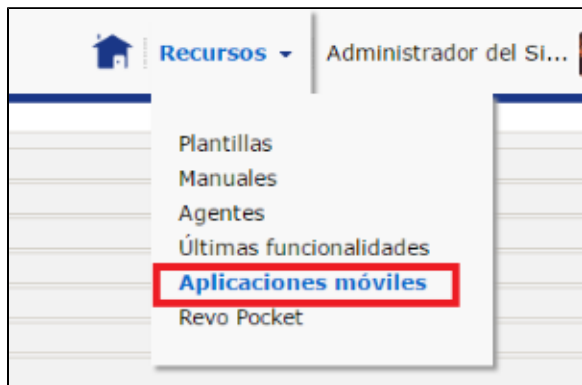 Recursos Administrador del Si...
Plantillas
Manuales
Agentes
Últimas funcionalidades
Aplicaciones móviles
Revo Pocket